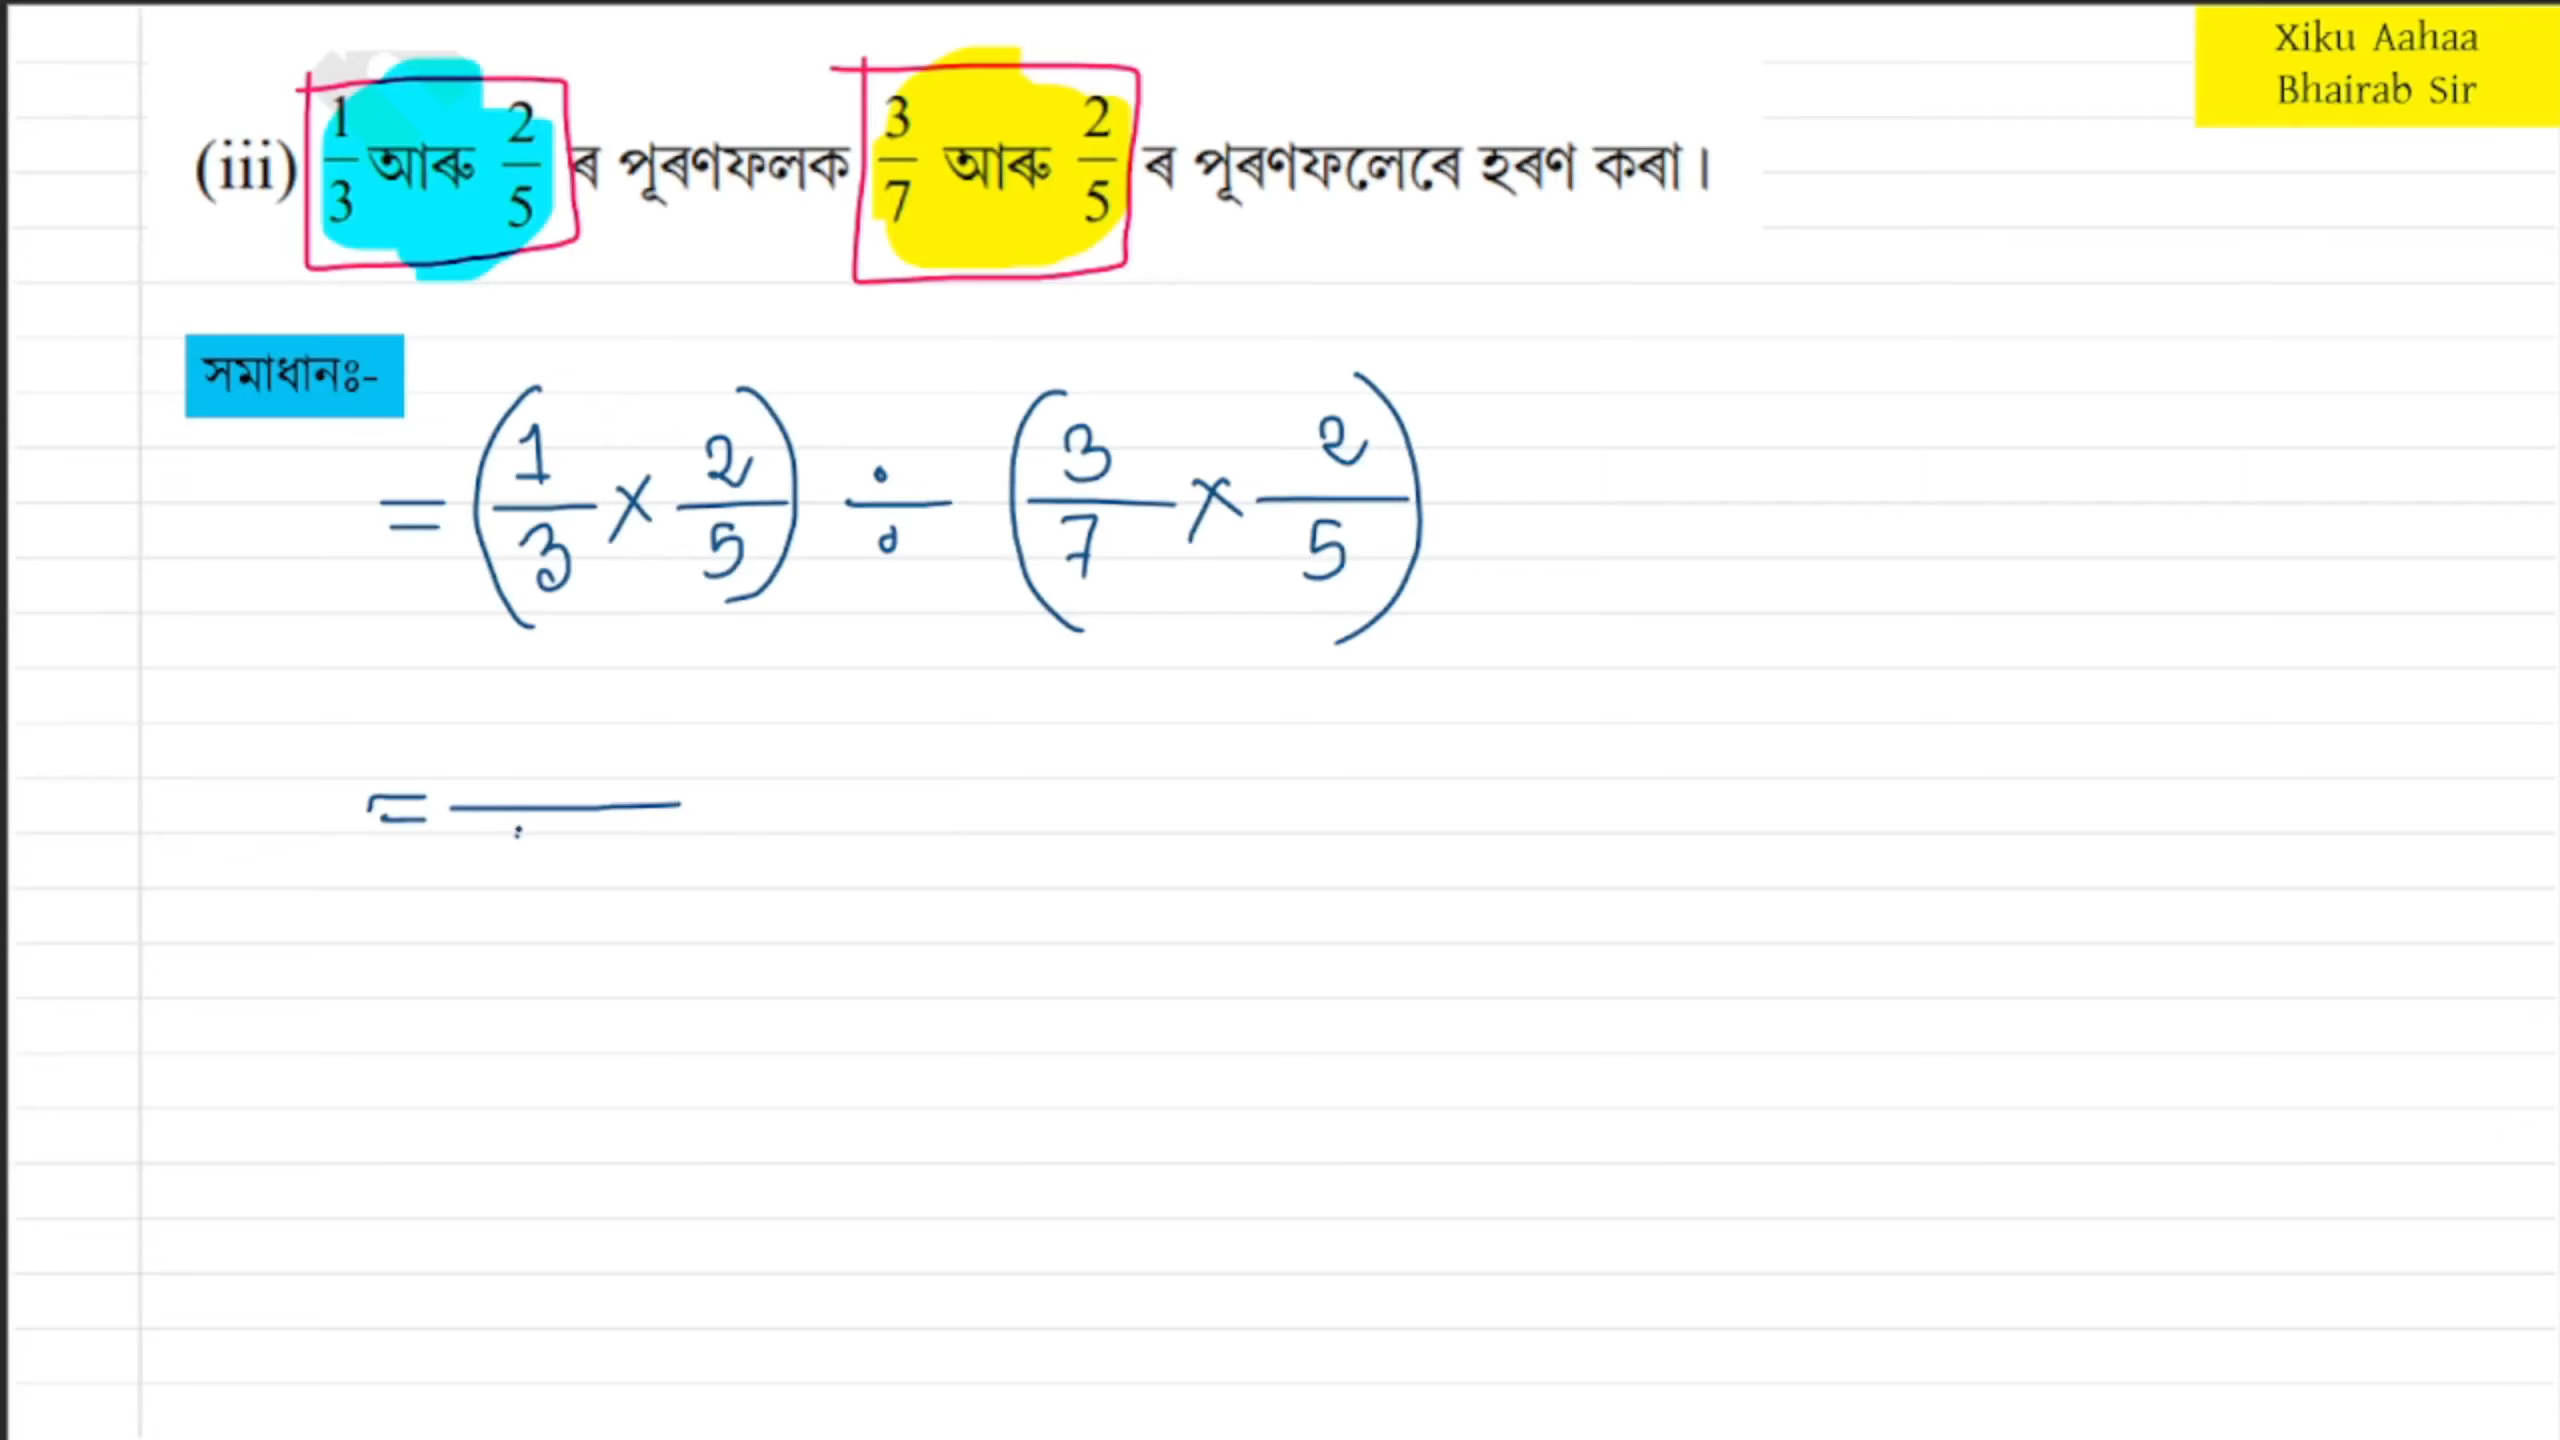 Xiku Aahaa
Bhairab Sir
(iii) 1/3 আৰু 2/5 ৰ পূৰণফলক 3/7 আৰু 2/5 ৰ পূৰণফলেৰে হৰণ কৰা।
সমাধানঃ-
= (1/3 × 2/5) ÷ (3/7 × 2/5)
=